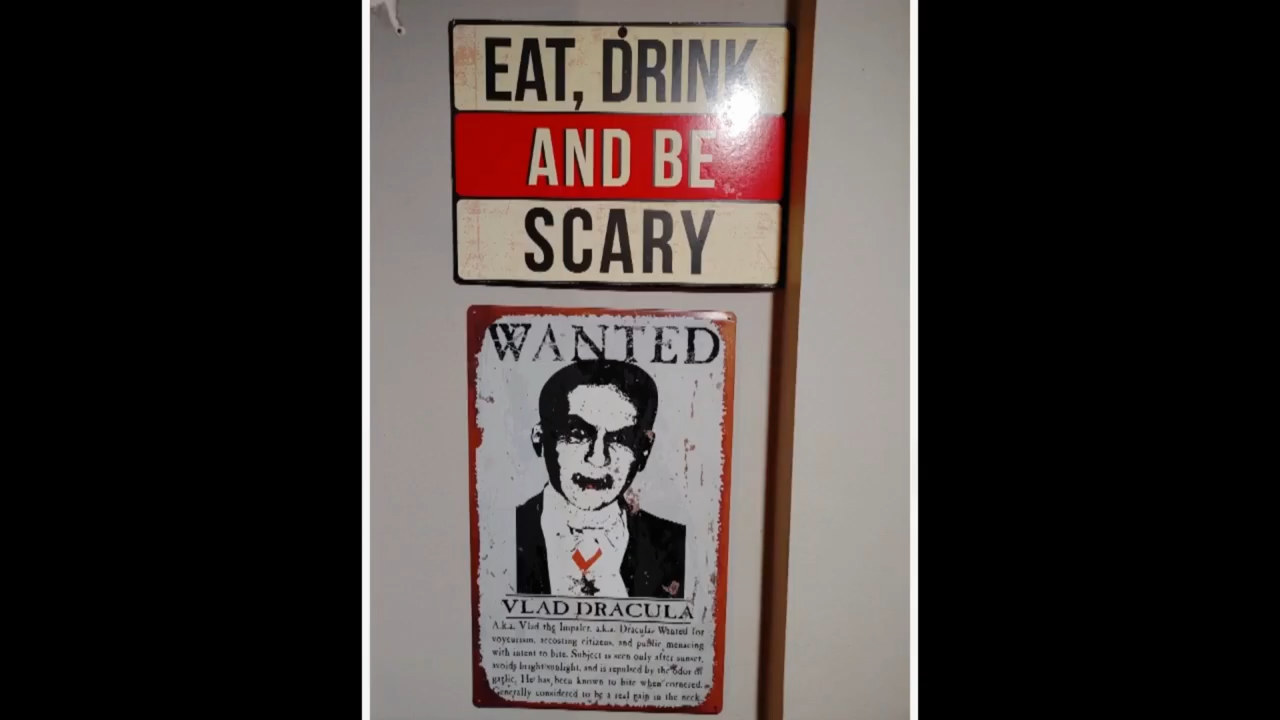 EAT, DRINK
AND BE
SCARY
WANTED
VLAD DRACULA
A.k.a. Vlad the Impaler, a.k.a. Dracula. Wanted for
voyeurism, accosting citizens, and public menacing
with intent to bite. Subject is seen only after sunset,
avoids bright sunlight, and is repulsed by the odor of
garlic. He has been known to bite when cornered.
Generally considered to be a real pain in the neck.